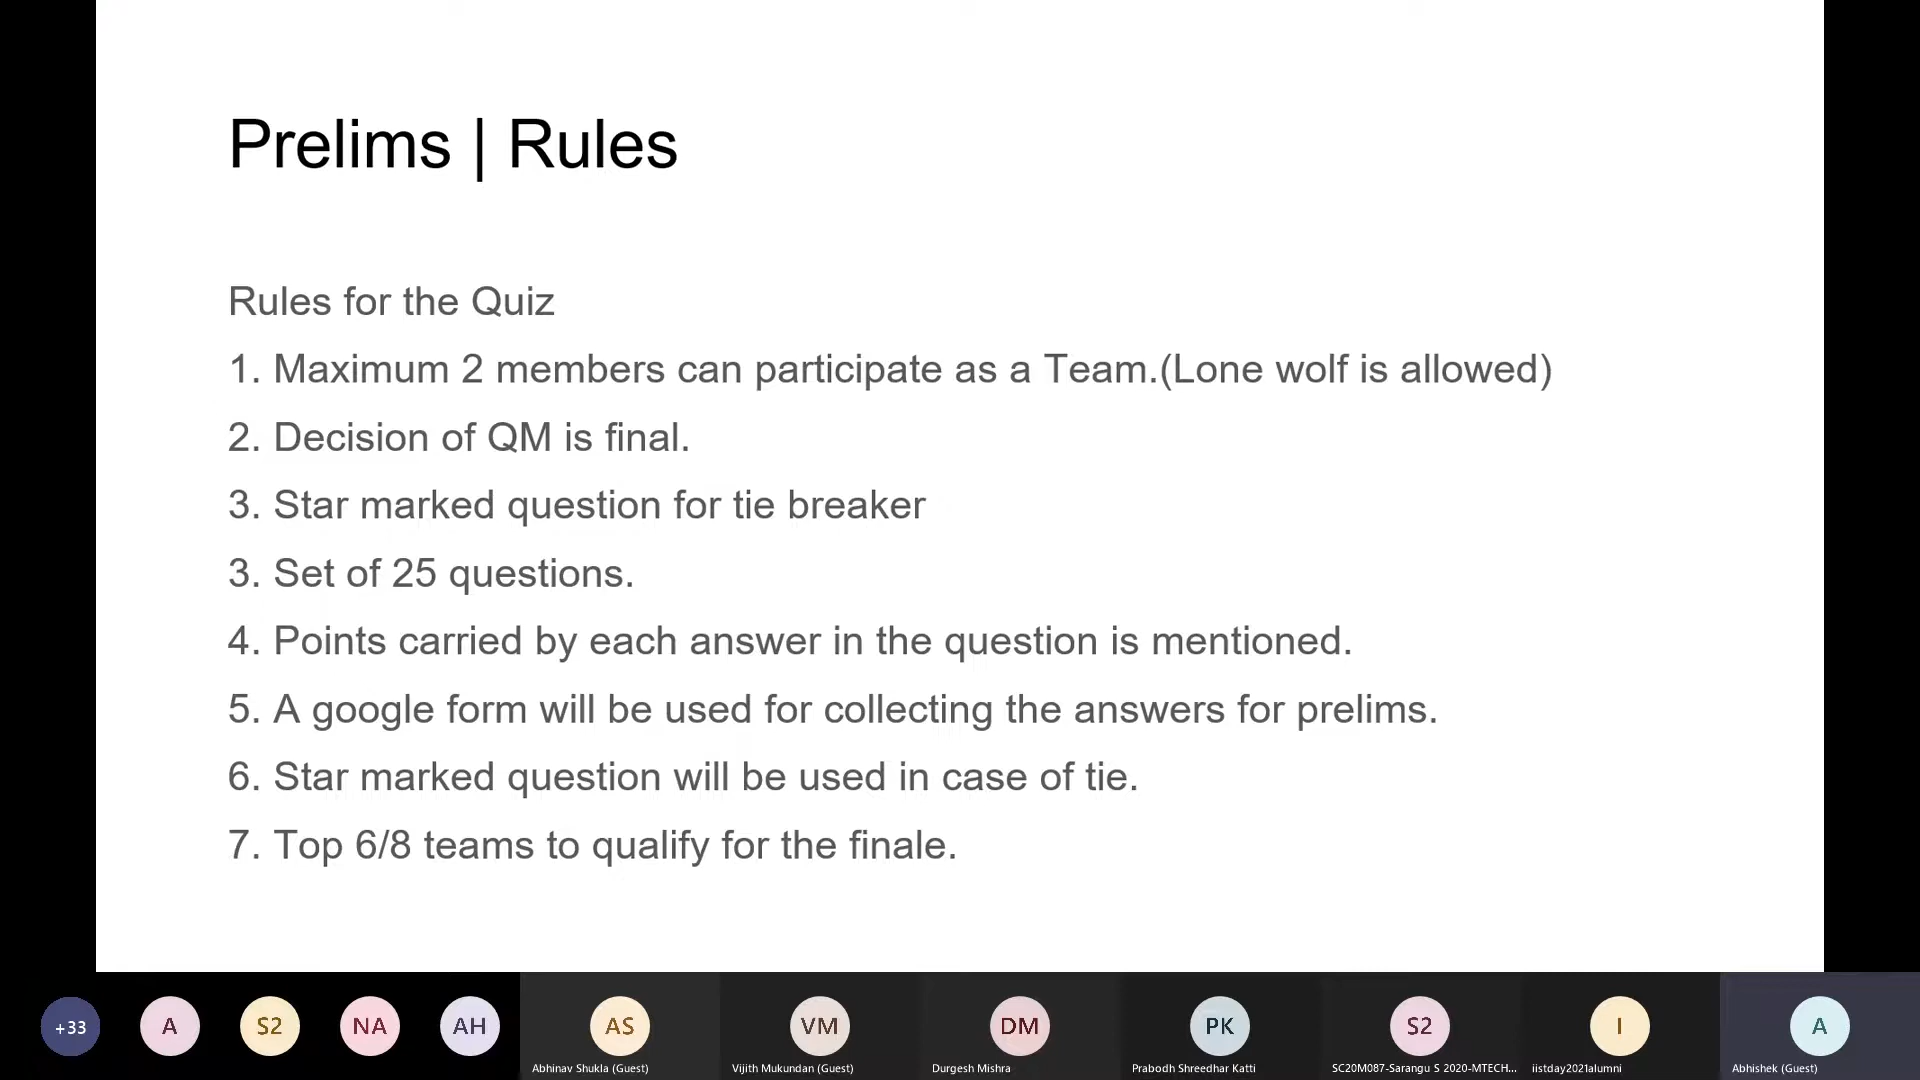 Prelims | Rules
Rules for the Quiz
1. Maximum 2 members can participate as a Team.(Lone wolf is allowed)
2. Decision of QM is final.
3. Star marked question for tie breaker
3. Set of 25 questions.
4. Points carried by each answer in the question is mentioned.
5. A google form will be used for collecting the answers for prelims.
6. Star marked question will be used in case of tie.
7. Top 6/8 teams to qualify for the finale.
+33 A S2 NA AH AS VM DM PK S2 I A
Abhinav Shukla (Guest) Vijith Mukundan (Guest) Durgesh Mishra Prabodh Shreedhar Katti SC20M087-Sarangu S 2020-MTECH... iistday2021alumni Abhishek (Guest)